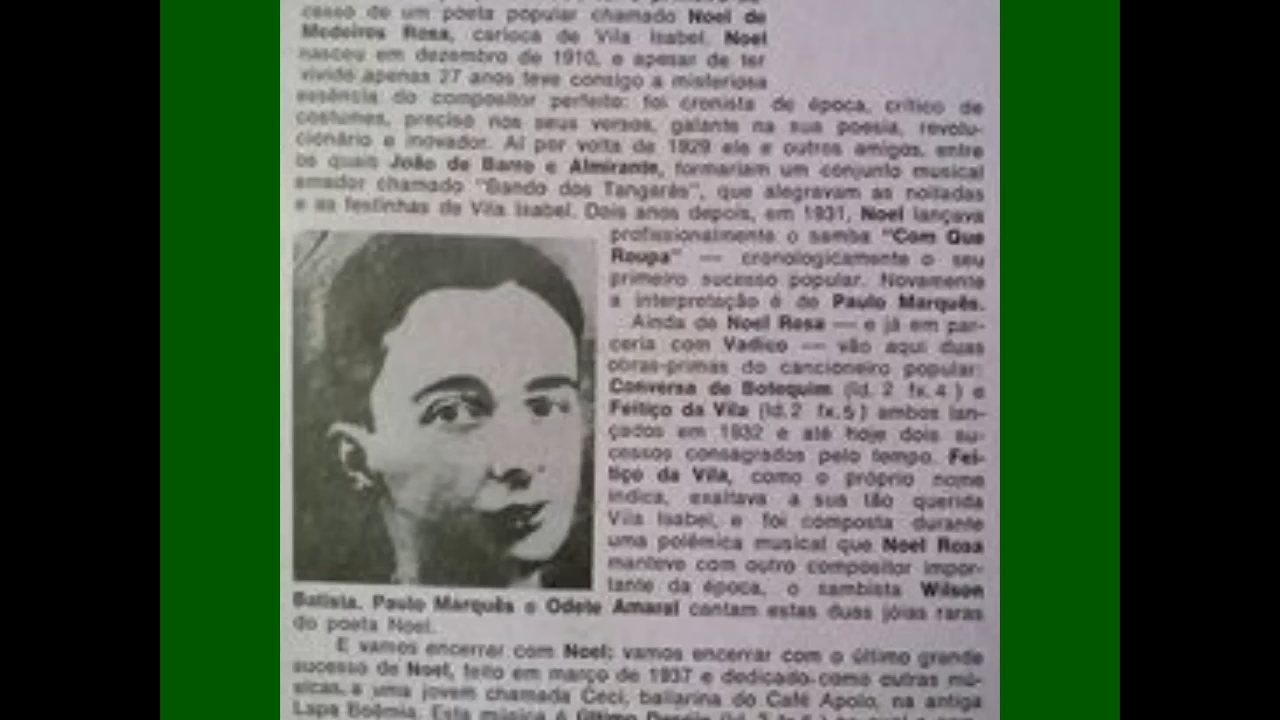 cesso de um poeta popular chamado Noel de
Medeiros Rosa, carioca de Vila Isabel. Noel
nasceu em dezembro de 1910, e apesar de ter
vivido apenas 27 anos teve consigo a misteriosa
essência do compositor perfeito: foi cronista de época, crítico de
costumes, preciso nos seus versos, galante na sua poesia, revolu-
cionário e inovador. Aí por volta de 1929 ele e outros amigos, entre
os quais João de Barro e Almirante, formariam um conjunto musical
amador chamado "Bando dos Tangarás", que alegravam as noitadas
e as festinhas de Vila Isabel. Dois anos depois, em 1931, Noel lançava
profissionalmente o samba "Com Que
Roupa" — cronologicamente o seu
primeiro sucesso popular. Novamente
a interpretação é de Paulo Marquês.
Ainda de Noel Rosa — e já em par-
ceria com Vadico — vão aqui duas
obras-primas do cancioneiro popular:
Conversa de Botequim (ld. 2 fx. 4) e
Feitiço da Vila (ld. 2 fx. 5) ambos lan-
çados em 1932 e até hoje dois su-
cessos consagrados pelo tempo. Fei-
tiço da Vila, como o próprio nome
indica, exaltava a sua tão querida
Vila Isabel, e foi composta durante
uma polêmica musical que Noel Rosa
manteve com outro compositor impor-
tante da época, o sambista Wilson
Batista. Paulo Marquês e Odete Amaral cantam estas duas jóias raras
do poeta Noel.
E vamos encerrar com Noel: vamos encerrar com o último grande
sucesso de Noel, feito em março de 1937 e dedicado como outras mú-
sicas a uma jovem chamada Ceci, bailarina do Café Apolo, na antiga
Lapa Boêmia. Esta música é Último Desejo